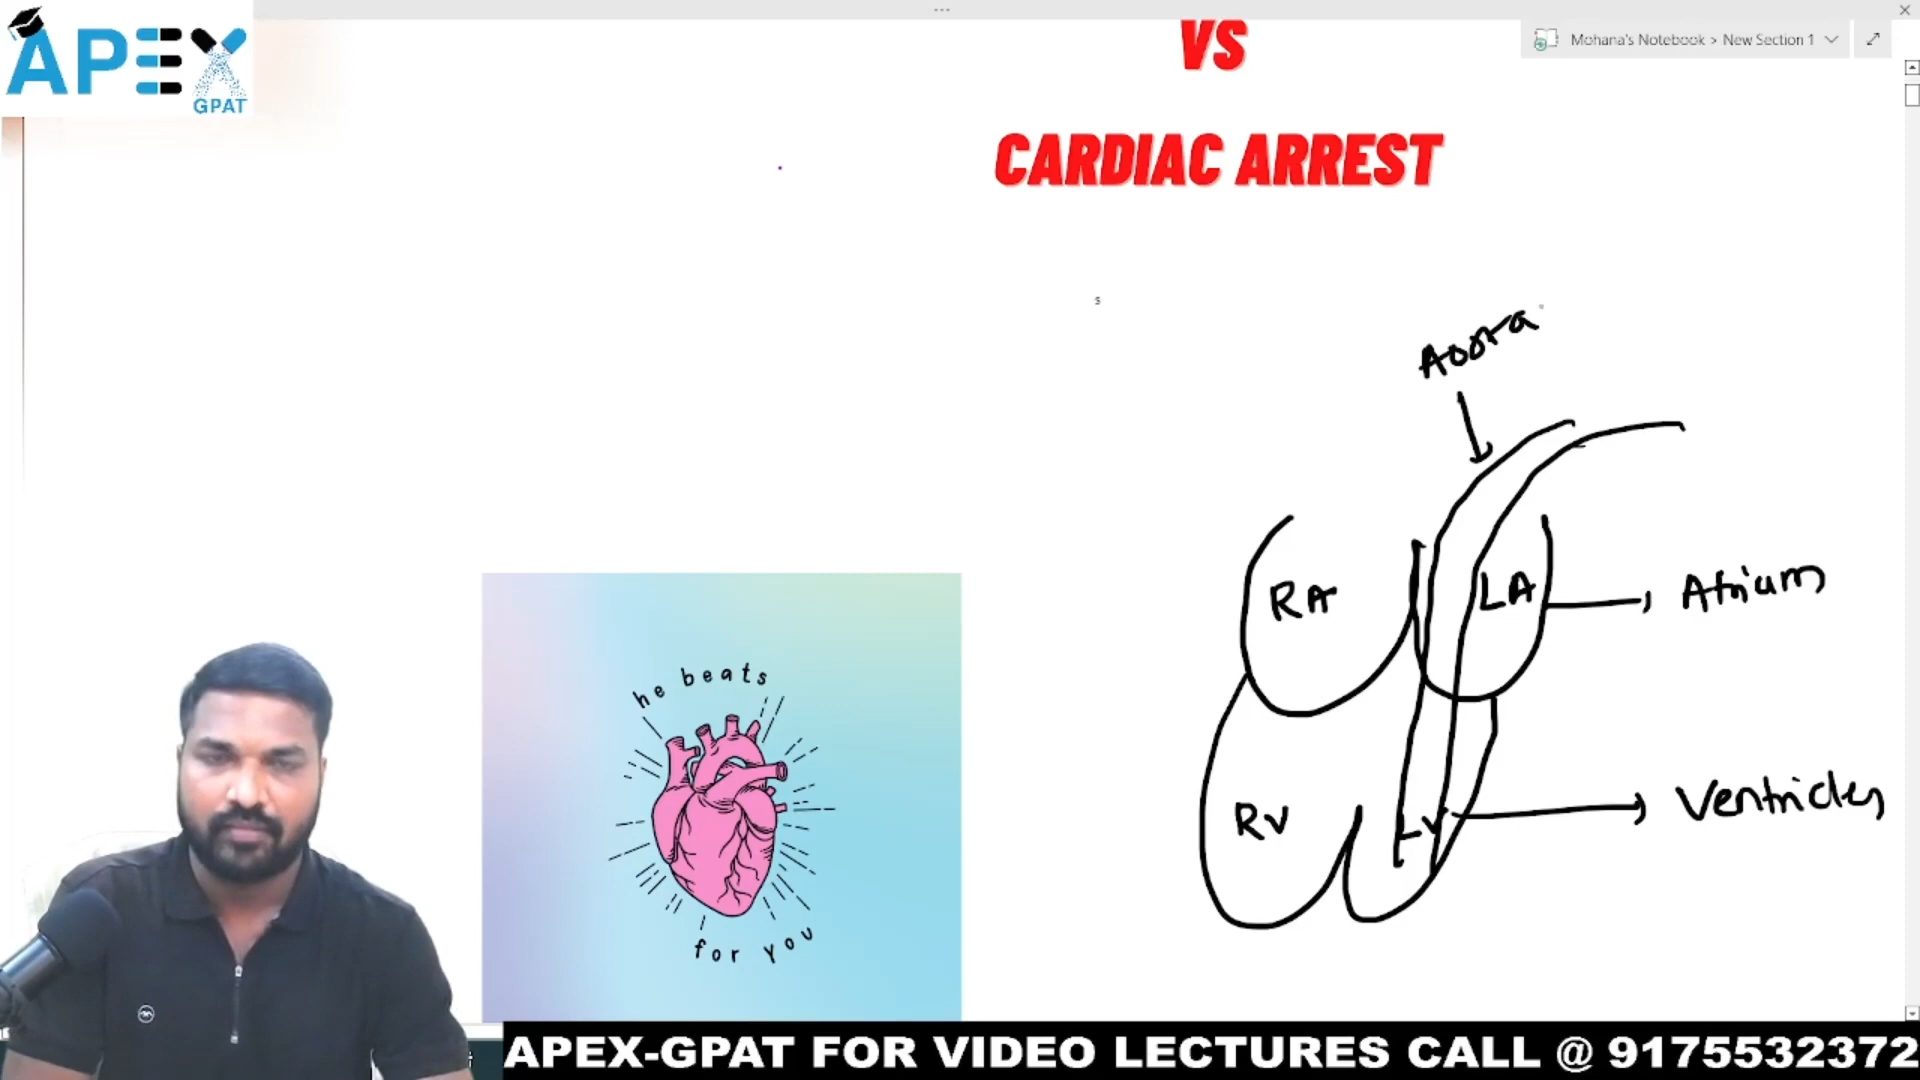 APEX
GPAT
VS
Mohana's Notebook > New Section 1
CARDIAC ARREST
s
Aorta
RA
LA
Atrium
RV
LV
Ventricles
he beats
for you
APEX-GPAT FOR VIDEO LECTURES CALL @ 9175532372